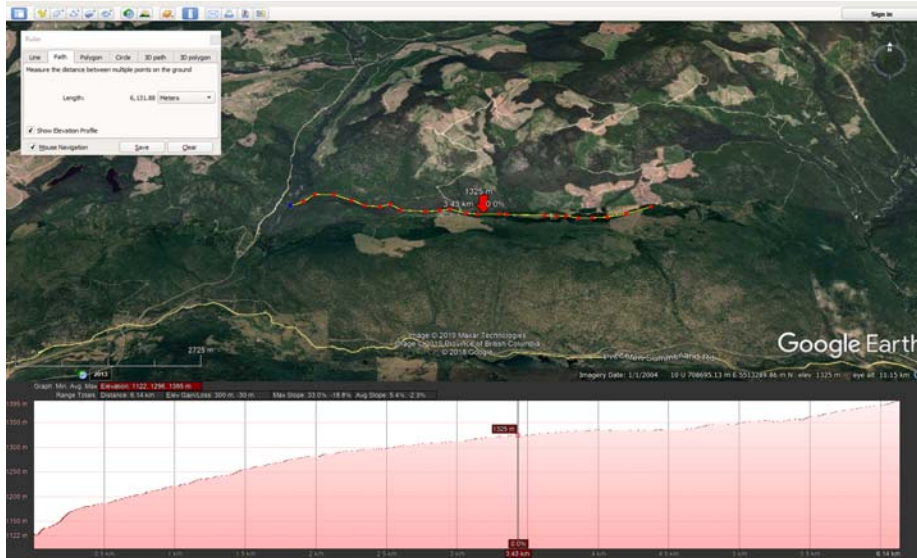 Sign in
Ruler
Line Path Polygon Circle 3D path 3D polygon
Measure the distance between multiple points on the ground
Length: 6,131.88 Meters
Show Elevation Profile
Mouse Navigation Save Clear
N
1325 m
3.43 km 0.0%
Image © 2019 Maxar Technologies
Image © 2019 Province of British Columbia
© 2018 Google
Google Earth
2725 m
2013
Imagery Date: 1/1/2004 10 U 708695.13 m E 5513289.86 m N elev 1325 m eye alt 11.15 km
Graph: Min, Avg, Max Elevation: 1122, 1296, 1395 m
Range Totals: Distance: 6.14 km Elev Gain/Loss: 300 m, -30 m Max Slope: 33.0%, -18.8% Avg Slope: 5.4%, -2.3%
1395 m
1350 m
1300 m
1250 m
1200 m
1150 m
1122 m
1325 m
0.0%
0.5 km 1 km 1.5 km 2 km 2.5 km 3 km 3.43 km 4 km 4.5 km 5 km 5.5 km 6.14 km